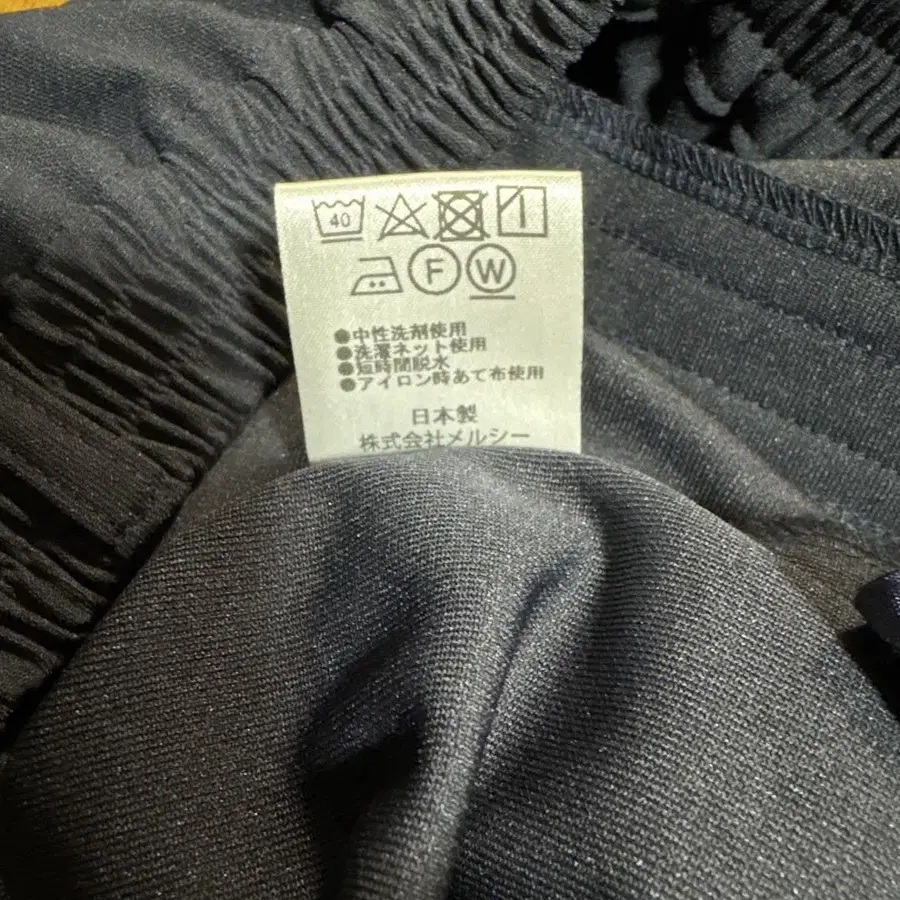 40
F W
●中性洗剤使用
●洗濯ネット使用
●短時間脱水
●アイロン時あて布使用
日本製
株式会社メルシー